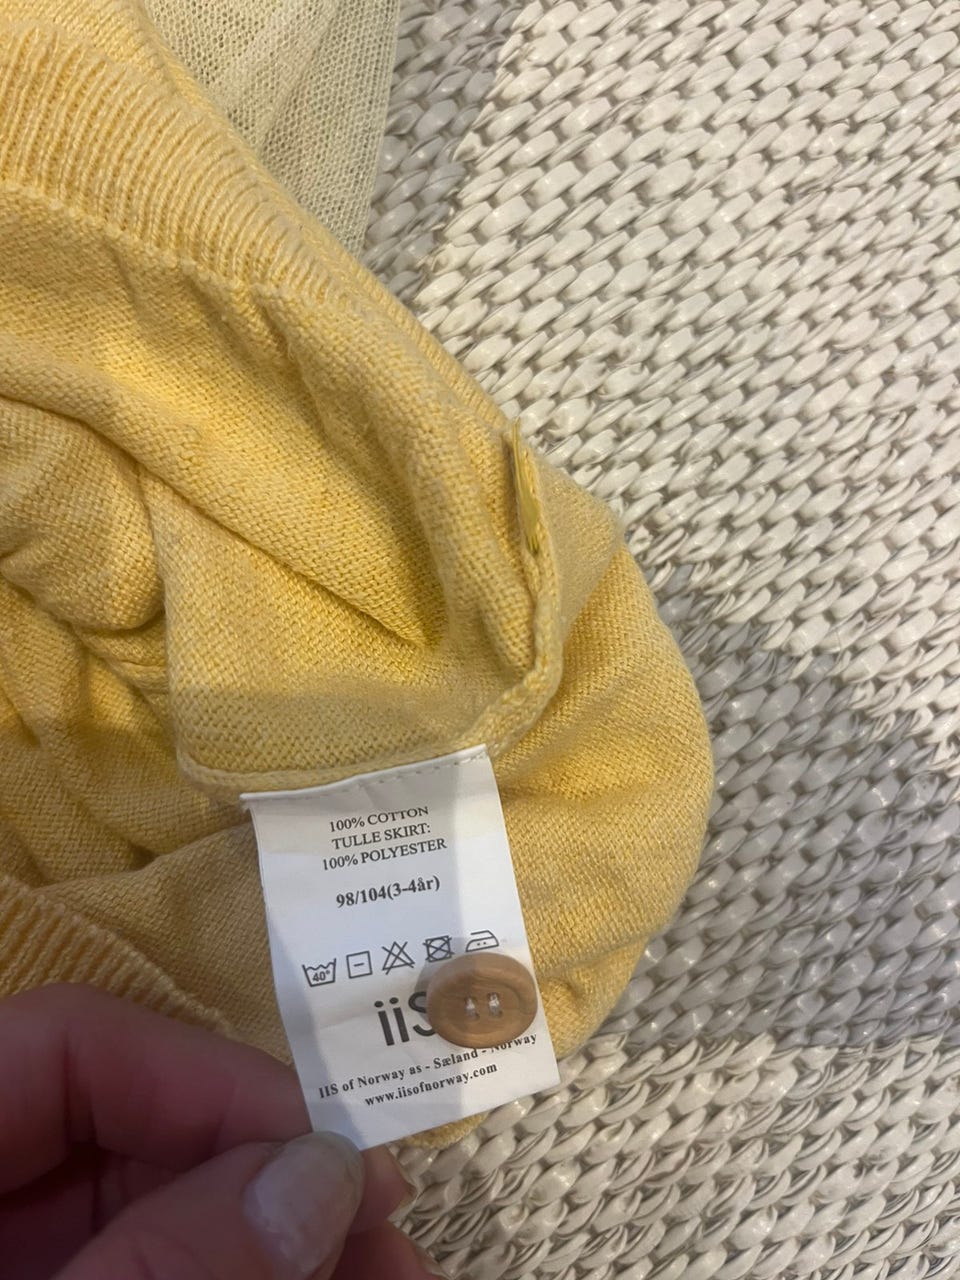 100% COTTON
TULLE SKIRT:
100% POLYESTER
98/104(3-4år)
40°
iiS
IIS of Norway as - Sæland - Norway
www.iisofnorway.com